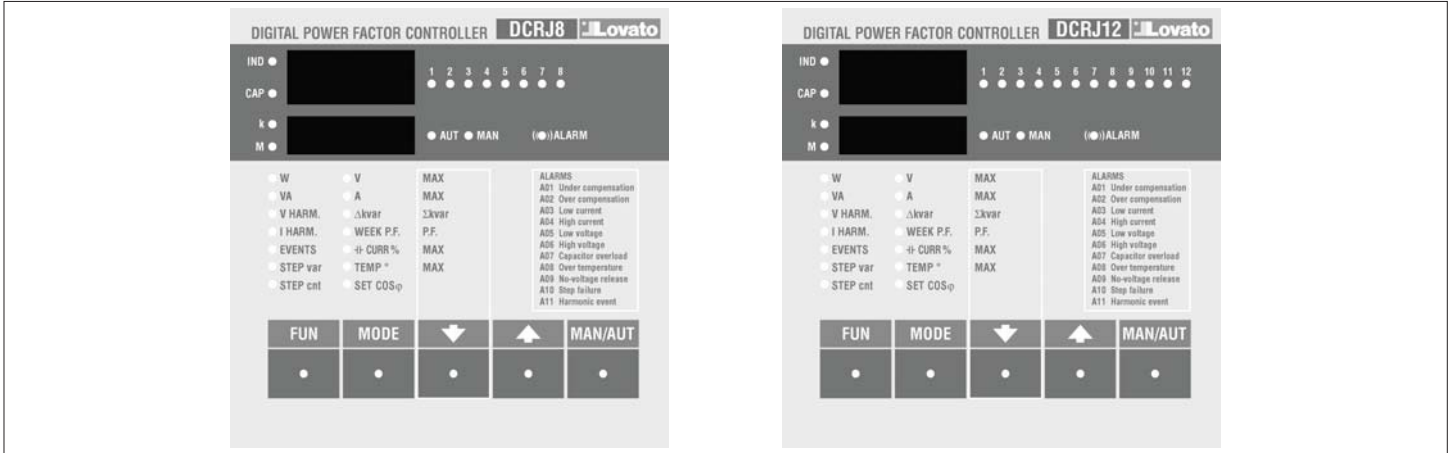 DIGITAL POWER FACTOR CONTROLLER DCRJ8 Lovato
IND
1 2 3 4 5 6 7 8
CAP
k
AUT MAN ((●))ALARM
M
W V MAX
VA A MAX
V HARM. Δkvar Σkvar
I HARM. WEEK P.F. P.F.
EVENTS ⊣⊢ CURR % MAX
STEP var TEMP ° MAX
STEP cnt SET COSφ
ALARMS
A01 Under compensation
A02 Over compensation
A03 Low current
A04 High current
A05 Low voltage
A06 High voltage
A07 Capacitor overload
A08 Over temperature
A09 No-voltage release
A10 Step failure
A11 Harmonic event
FUN MODE MAN/AUT
DIGITAL POWER FACTOR CONTROLLER DCRJ12 Lovato
IND
1 2 3 4 5 6 7 8 9 10 11 12
CAP
k
AUT MAN ((●))ALARM
M
W V MAX
VA A MAX
V HARM. Δkvar Σkvar
I HARM. WEEK P.F. P.F.
EVENTS ⊣⊢ CURR % MAX
STEP var TEMP ° MAX
STEP cnt SET COSφ
ALARMS
A01 Under compensation
A02 Over compensation
A03 Low current
A04 High current
A05 Low voltage
A06 High voltage
A07 Capacitor overload
A08 Over temperature
A09 No-voltage release
A10 Step failure
A11 Harmonic event
FUN MODE MAN/AUT